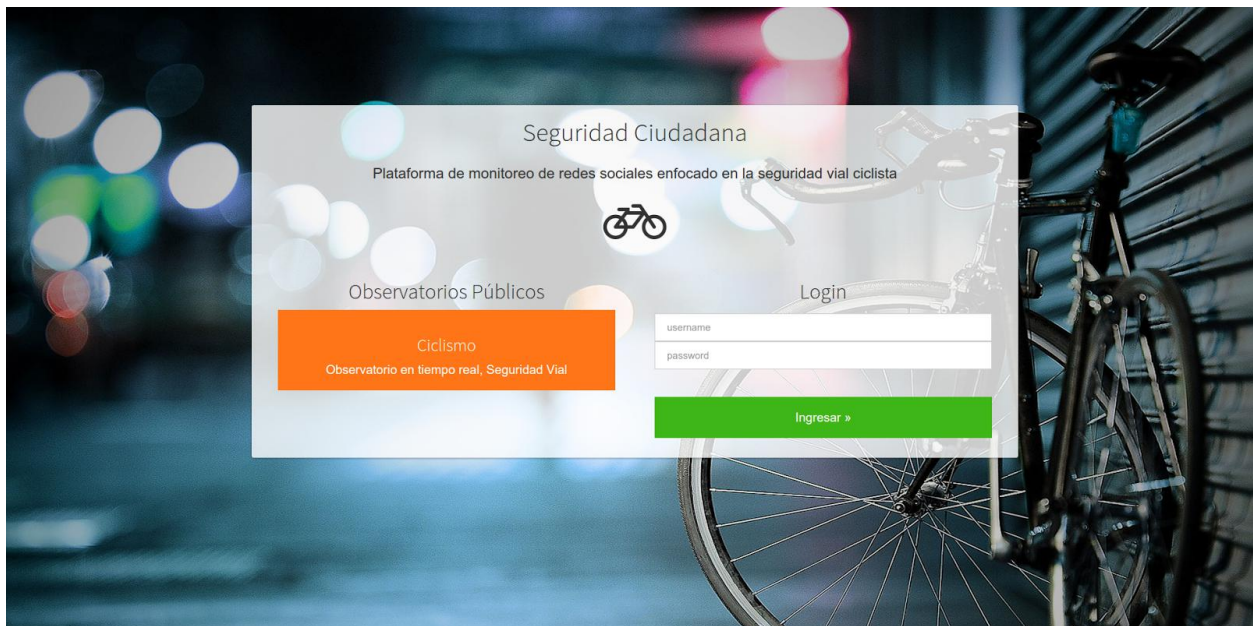 Seguridad Ciudadana
Plataforma de monitoreo de redes sociales enfocado en la seguridad vial ciclista
Observatorios Públicos
Ciclismo
Observatorio en tiempo real, Seguridad Vial
Login
username
password
Ingresar »